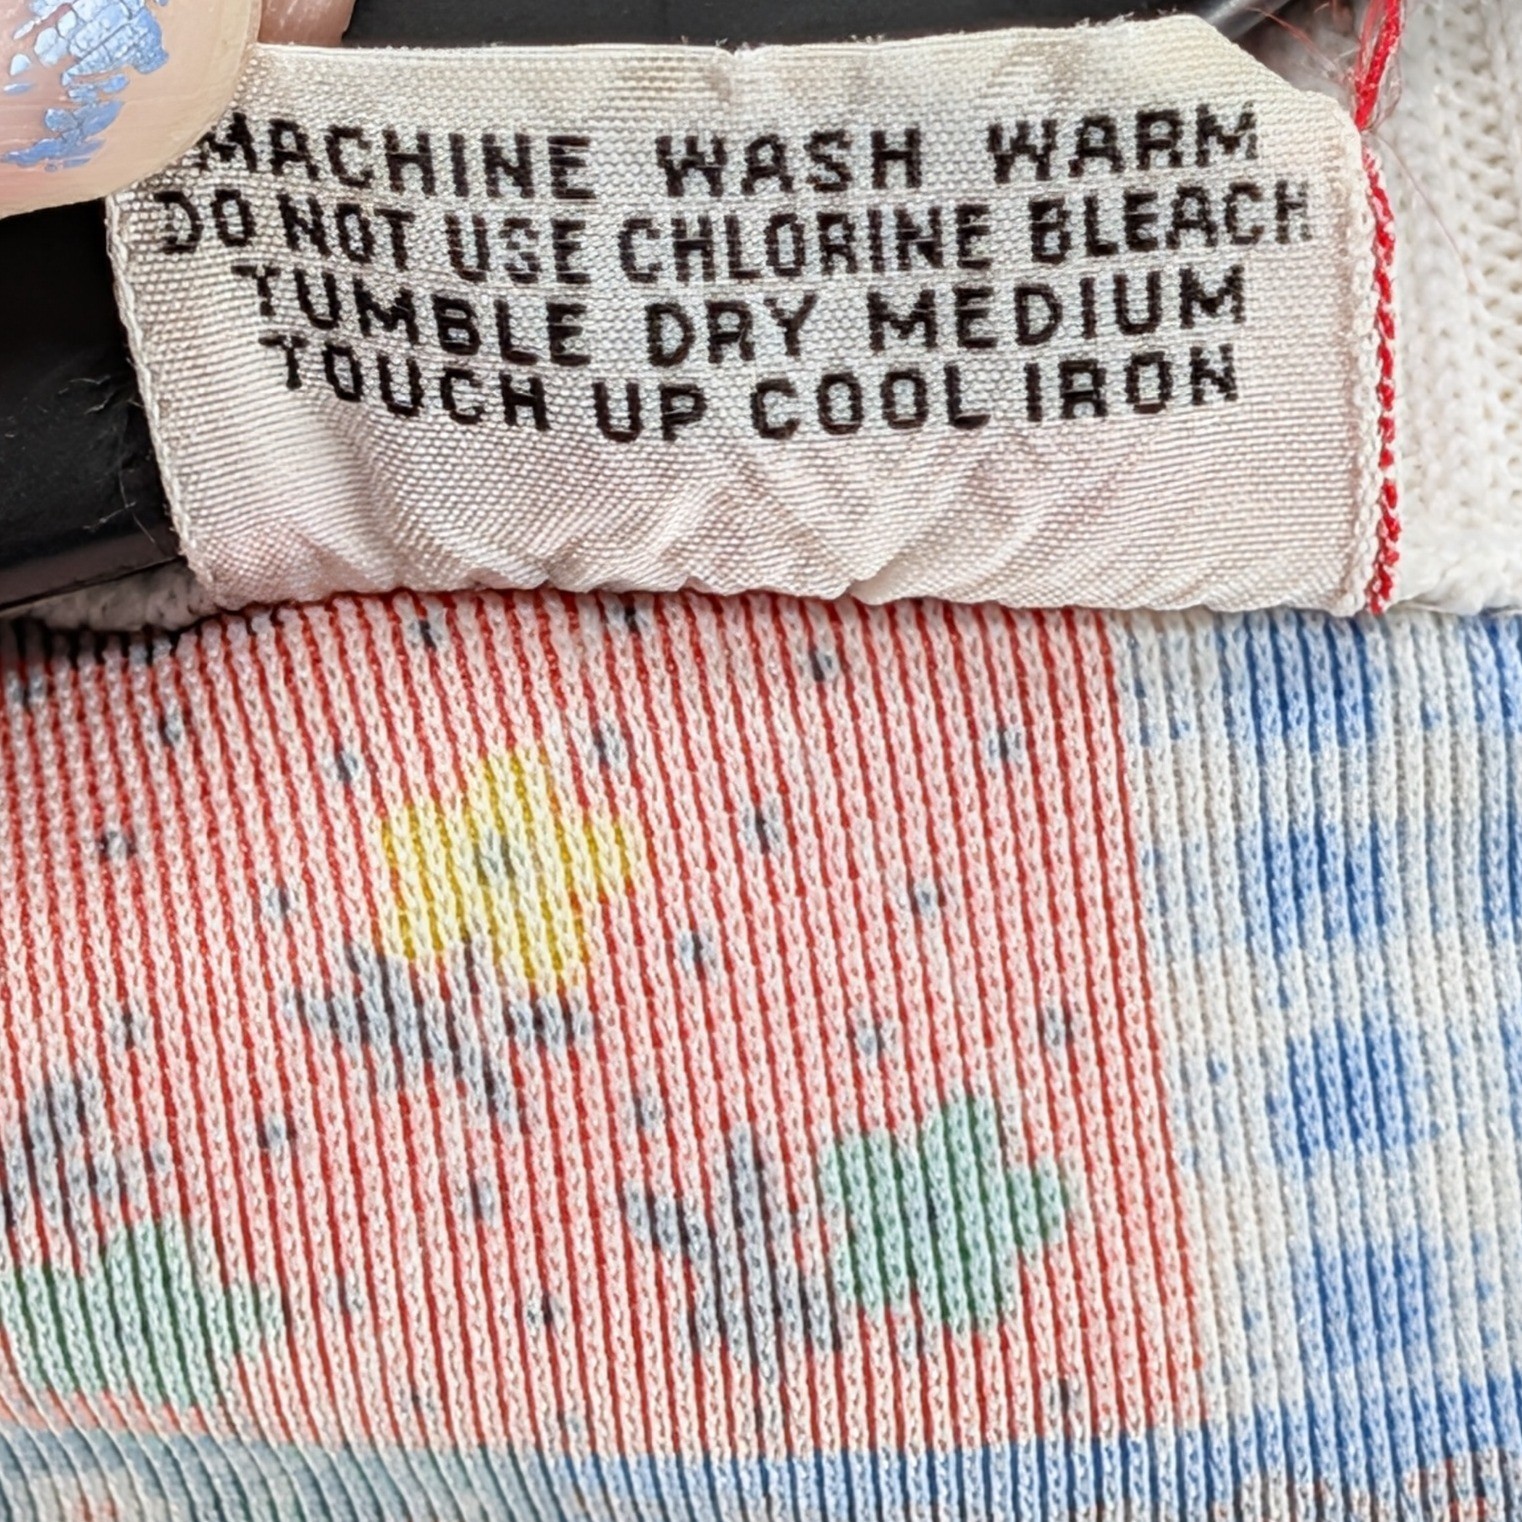 MACHINE WASH WARM
DO NOT USE CHLORINE BLEACH
TUMBLE DRY MEDIUM
TOUCH UP COOL IRON